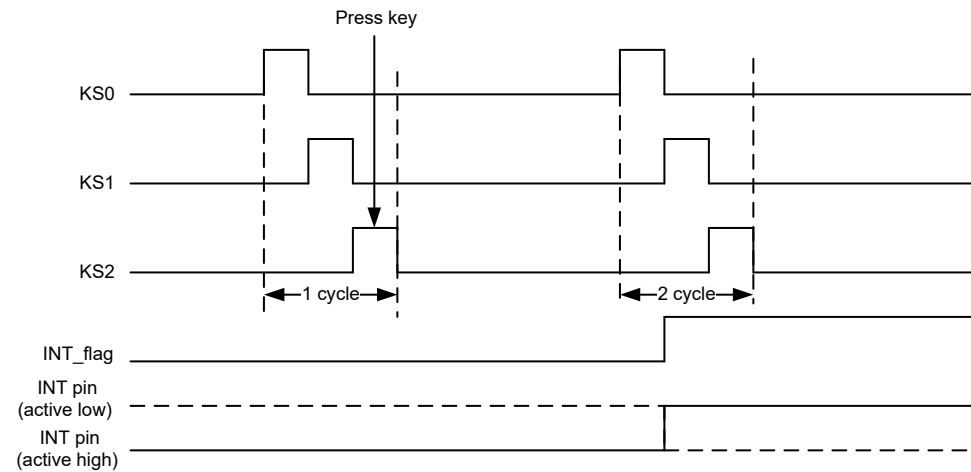 Press key
KS0
KS1
KS2
1 cycle
2 cycle
INT_flag
INT pin
(active low)
INT pin
(active high)